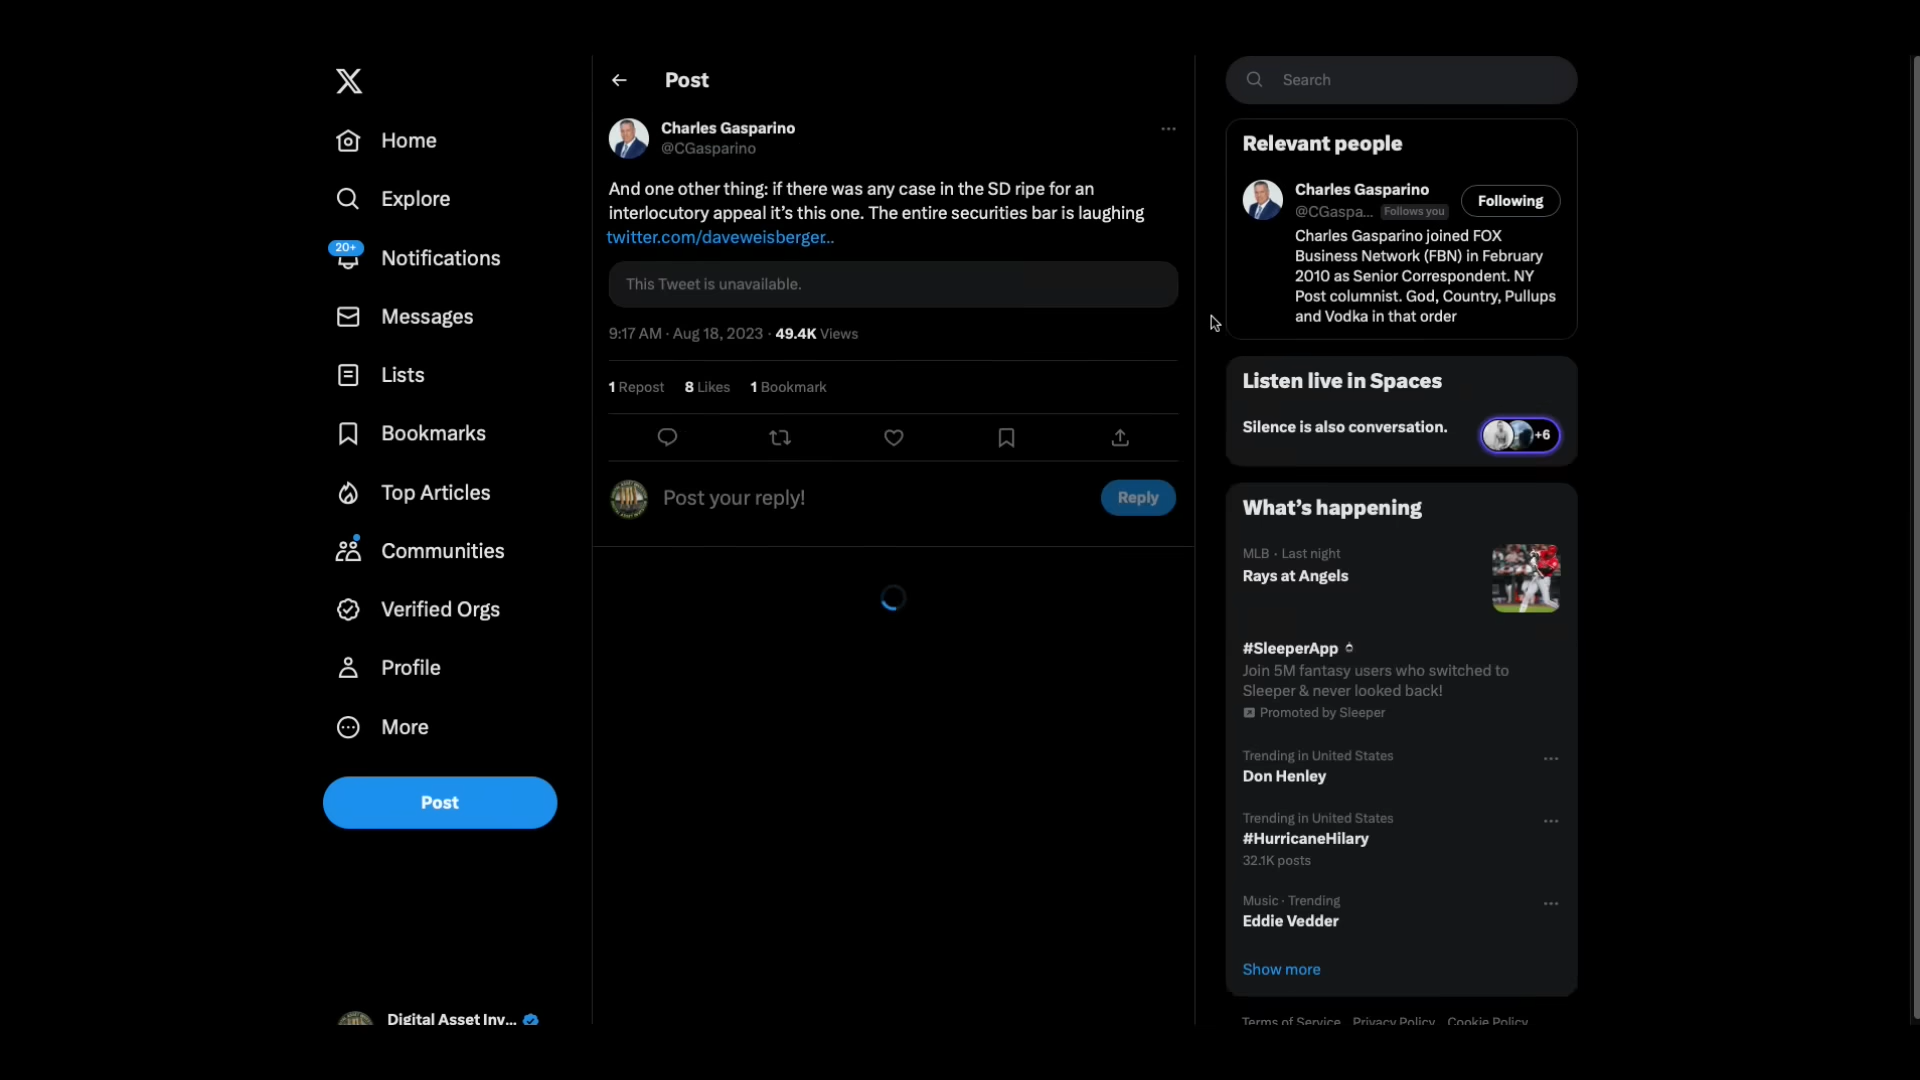 Home
Explore
20+
Notifications
Messages
Lists
Bookmarks
Top Articles
Communities
Verified Orgs
Profile
More
Post
Digital Asset Inv...
Post
Charles Gasparino
@CGasparino
And one other thing: if there was any case in the SD ripe for an
interlocutory appeal it's this one. The entire securities bar is laughing
twitter.com/daveweisberger...
This Tweet is unavailable.
9:17 AM · Aug 18, 2023 · 49.4K Views
1 Repost 8 Likes 1 Bookmark
Post your reply!
Reply
Search
Relevant people
Charles Gasparino
@CGaspa... Follows you
Following
Charles Gasparino joined FOX
Business Network (FBN) in February
2010 as Senior Correspondent. NY
Post columnist. God, Country, Pullups
and Vodka in that order
Listen live in Spaces
Silence is also conversation.
+6
What's happening
MLB · Last night
Rays at Angels
#SleeperApp
Join 5M fantasy users who switched to
Sleeper & never looked back!
Promoted by Sleeper
Trending in United States
Don Henley
Trending in United States
#HurricaneHilary
32.1K posts
Music · Trending
Eddie Vedder
Show more
Terms of Service Privacy Policy Cookie Policy